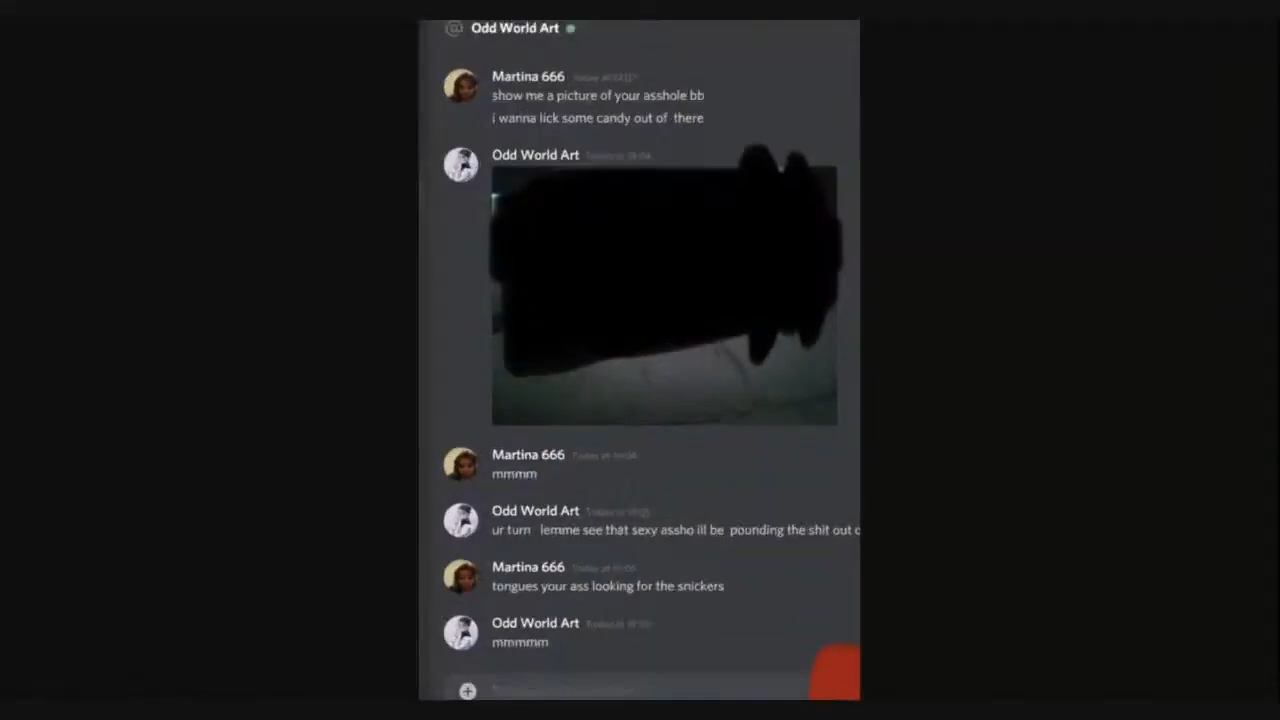 Odd World Art
Martina 666
show me a picture of your asshole bb
i wanna lick some candy out of there
Odd World Art
Martina 666
mmmm
Odd World Art
ur turn lemme see that sexy assho ill be pounding the shit out
Martina 666
tongues your ass looking for the snickers
Odd World Art
mmmmm